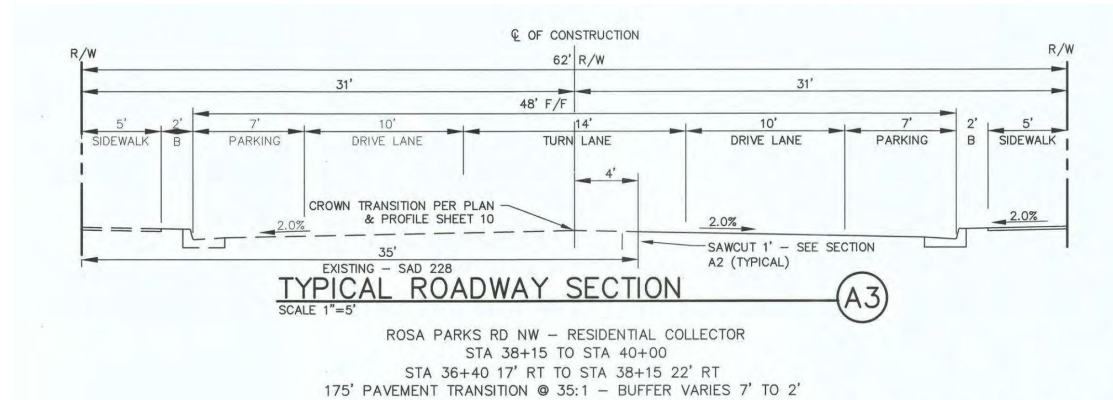 ℄ OF CONSTRUCTION
R/W
R/W
62' R/W
31'
31'
48' F/F
5'
2'
7'
10'
14'
10'
7'
2'
5'
SIDEWALK
B
PARKING
DRIVE LANE
TURN LANE
DRIVE LANE
PARKING
B
SIDEWALK
4'
CROWN TRANSITION PER PLAN
& PROFILE SHEET 10
2.0%
2.0%
2.0%
SAWCUT 1' – SEE SECTION
A2 (TYPICAL)
35'
EXISTING – SAD 228
TYPICAL ROADWAY SECTION
A3
SCALE 1"=5'
ROSA PARKS RD NW – RESIDENTIAL COLLECTOR
STA 38+15 TO STA 40+00
STA 36+40 17' RT TO STA 38+15 22' RT
175' PAVEMENT TRANSITION @ 35:1 – BUFFER VARIES 7' TO 2'